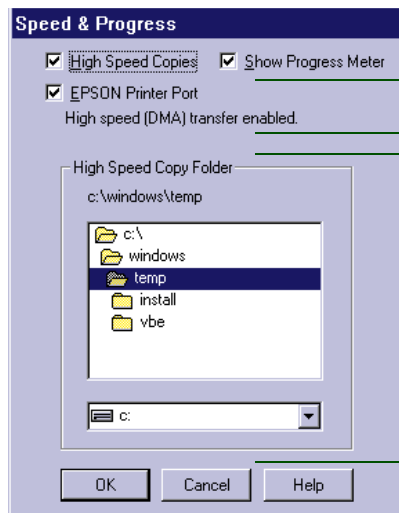 Speed & Progress
High Speed Copies Show Progress Meter
EPSON Printer Port
High speed (DMA) transfer enabled.
High Speed Copy Folder
c:\windows\temp
c:\
windows
temp
install
vbe
c:
OK Cancel Help